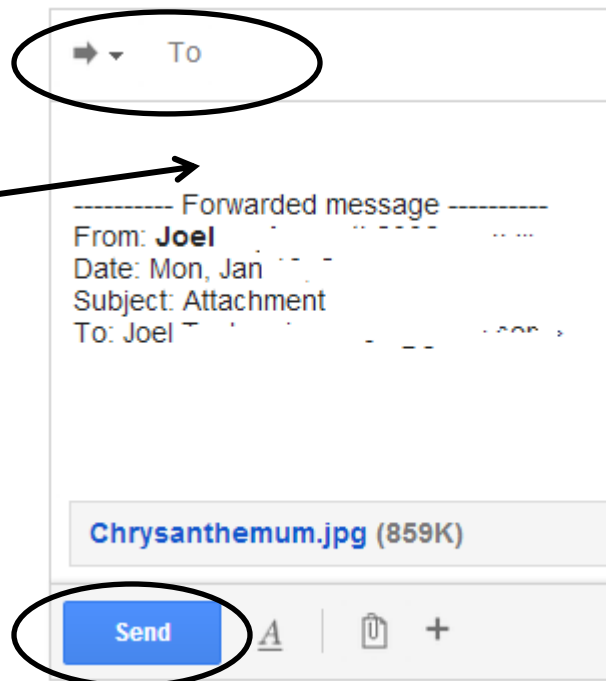 To
---------- Forwarded message ----------
From: Joel
Date: Mon, Jan
Subject: Attachment
To: Joel
Chrysanthemum.jpg (859K)
Send A